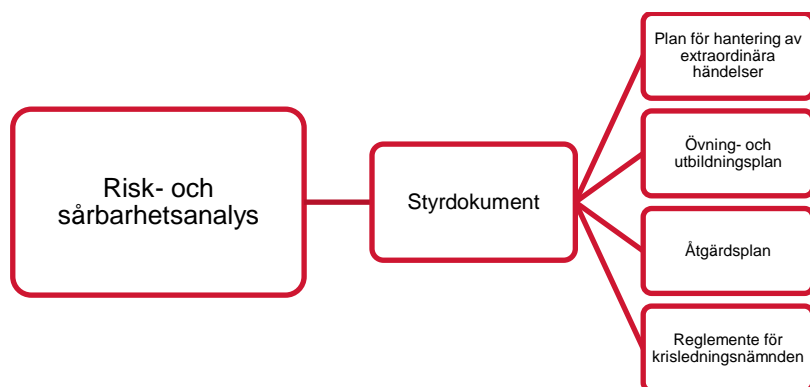 Risk- och
sårbarhetsanalys
Styrdokument
Plan för hantering av
extraordinära
händelser
Övning- och
utbildningsplan
Åtgärdsplan
Reglemente för
krisledningsnämnden